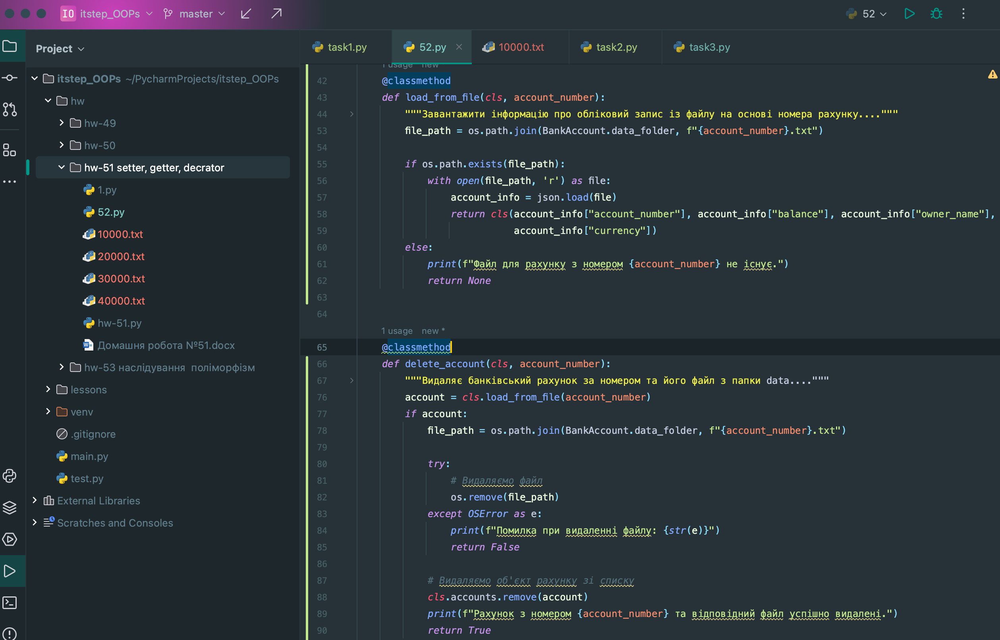 IO itstep_OOPs master 52
Project
itstep_OOPs ~/PycharmProjects/itstep_OOPs
hw
hw-49
hw-50
hw-51 setter, getter, decrator
1.py
52.py
10000.txt
20000.txt
30000.txt
40000.txt
hw-51.py
Домашня робота №51.docx
hw-53 наслідування поліморфізм
lessons
venv
.gitignore
main.py
test.py
External Libraries
Scratches and Consoles
task1.py 52.py 10000.txt task2.py task3.py
1 usage new *
42 @classmethod
43 def load_from_file(cls, account_number):
44 """Завантажити інформацію про обліковий запис із файлу на основі номера рахунку...."""
53 file_path = os.path.join(BankAccount.data_folder, f"{account_number}.txt")
54
55 if os.path.exists(file_path):
56 with open(file_path, 'r') as file:
57 account_info = json.load(file)
58 return cls(account_info["account_number"], account_info["balance"], account_info["owner_name"],
59 account_info["currency"])
60 else:
61 print(f"Файл для рахунку з номером {account_number} не існує.")
62 return None
63
64
1 usage new *
65 @classmethod
66 def delete_account(cls, account_number):
67 """Видаляє банківський рахунок за номером та його файл з папки data...."""
76 account = cls.load_from_file(account_number)
77 if account:
78 file_path = os.path.join(BankAccount.data_folder, f"{account_number}.txt")
79
80 try:
81 # Видаляємо файл
82 os.remove(file_path)
83 except OSError as e:
84 print(f"Помилка при видаленні файлу: {str(e)}")
85 return False
86
87 # Видаляємо об'єкт рахунку зі списку
88 cls.accounts.remove(account)
89 print(f"Рахунок з номером {account_number} та відповідний файл успішно видалені.")
90 return True